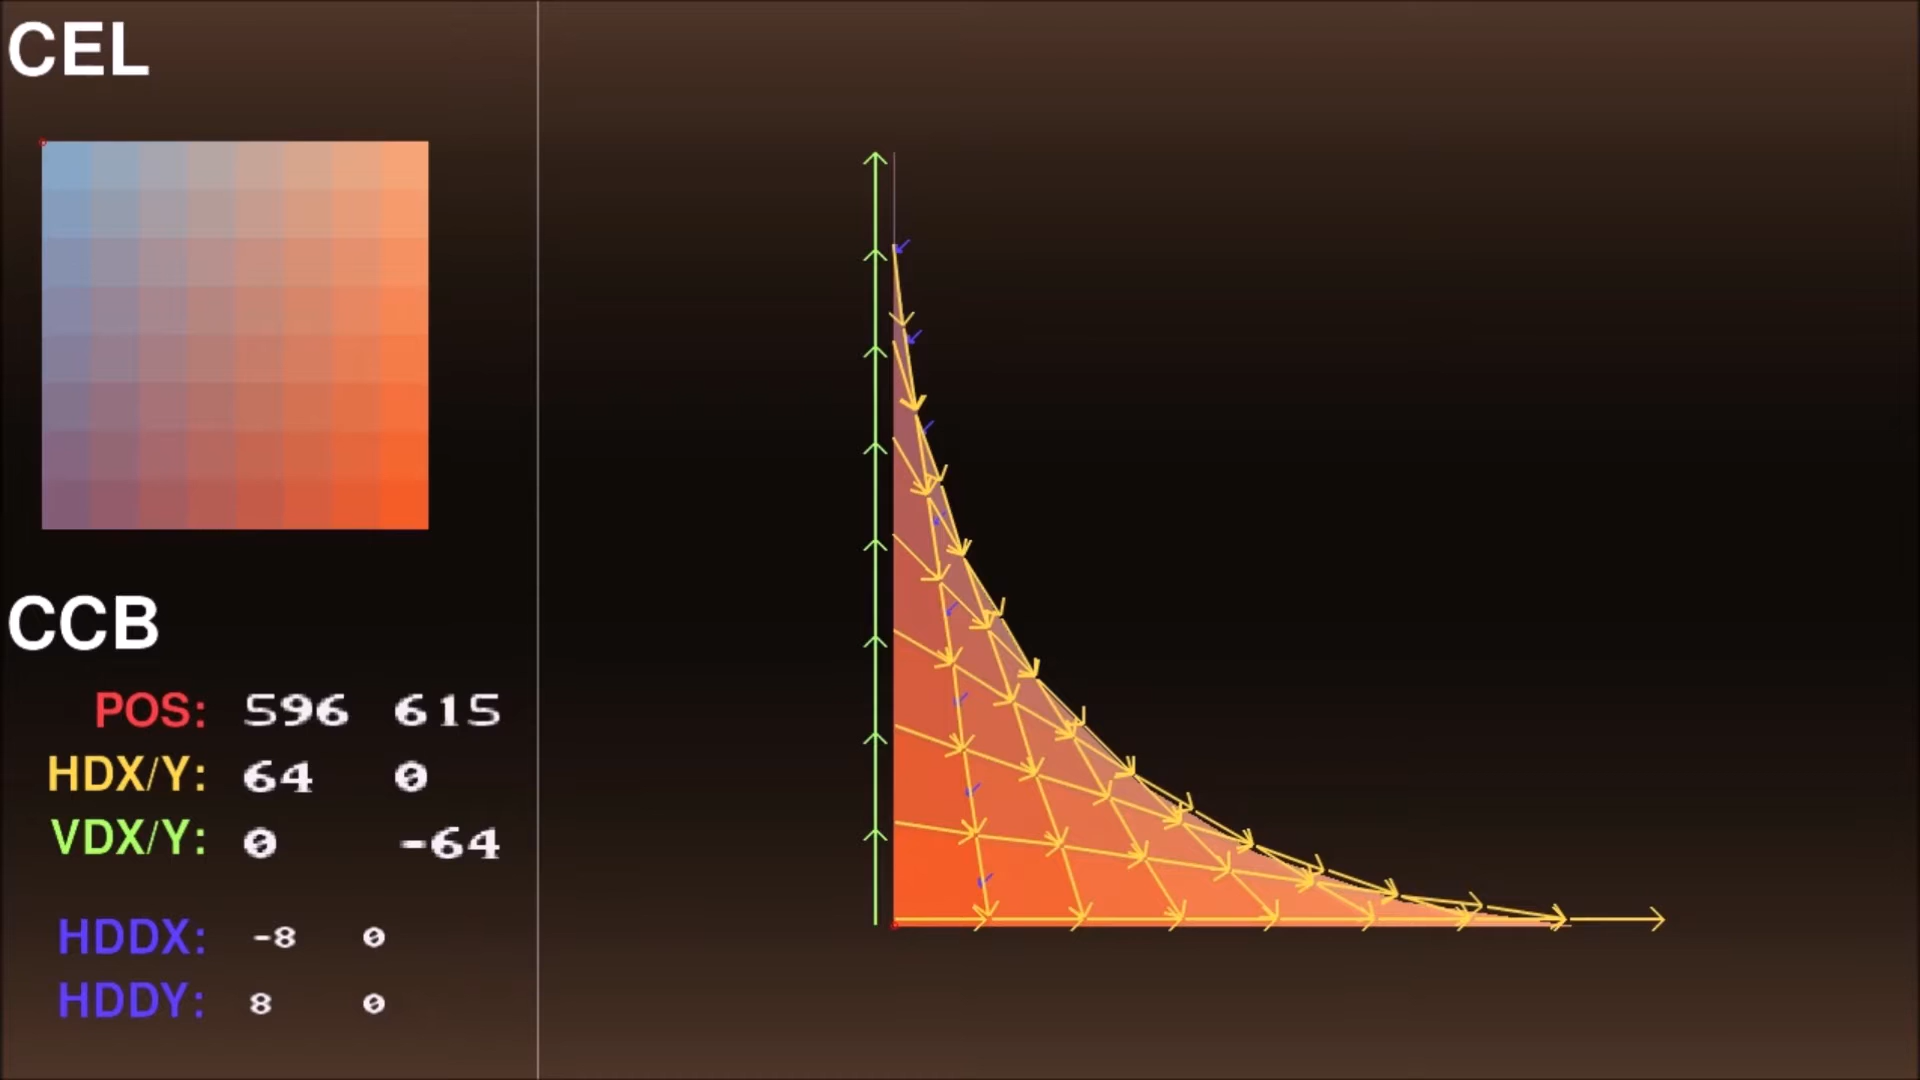 CEL
CCB
POS: 596 615
HDX/Y: 64 0
VDX/Y: 0 -64
HDDX: -8 0
HDDY: 8 0